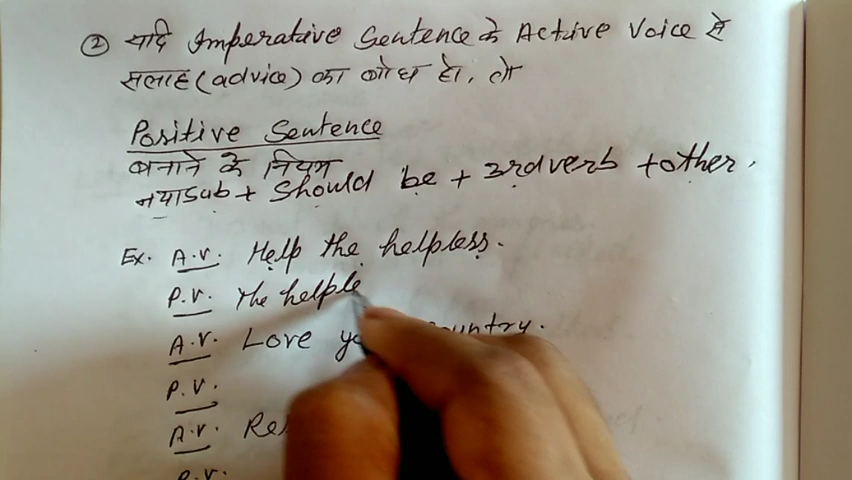 ② यदि Imperative Sentence के Active Voice से
सलाह (advice) का बोध हो, तो
Positive Sentence
बनाने के नियम
नयाSub + Should be + 3rdverb + other.
Ex. A.V. Help the helpless.
P.V. The helple
A.V. Love country.
P.V.
A.V.
P.V.